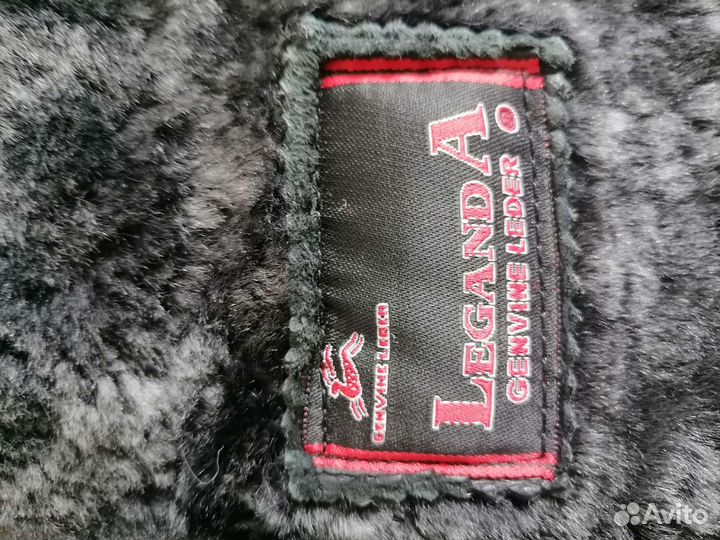 LEGANDA.
GENVINE LEDER
GENVINE LEDER
Avito